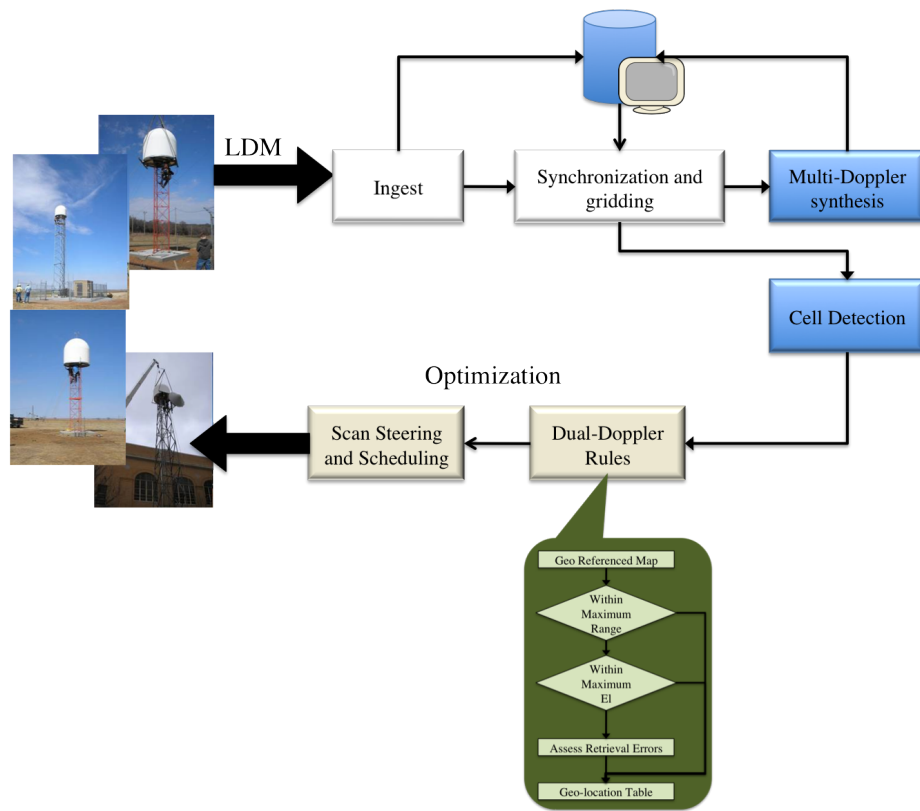 LDM
Ingest
Synchronization and
gridding
Multi-Doppler
synthesis
Cell Detection
Optimization
Scan Steering
and Scheduling
Dual-Doppler
Rules
Geo Referenced Map
Within
Maximum
Range
Within
Maximum
El
Assess Retrieval Errors
Geo-location Table